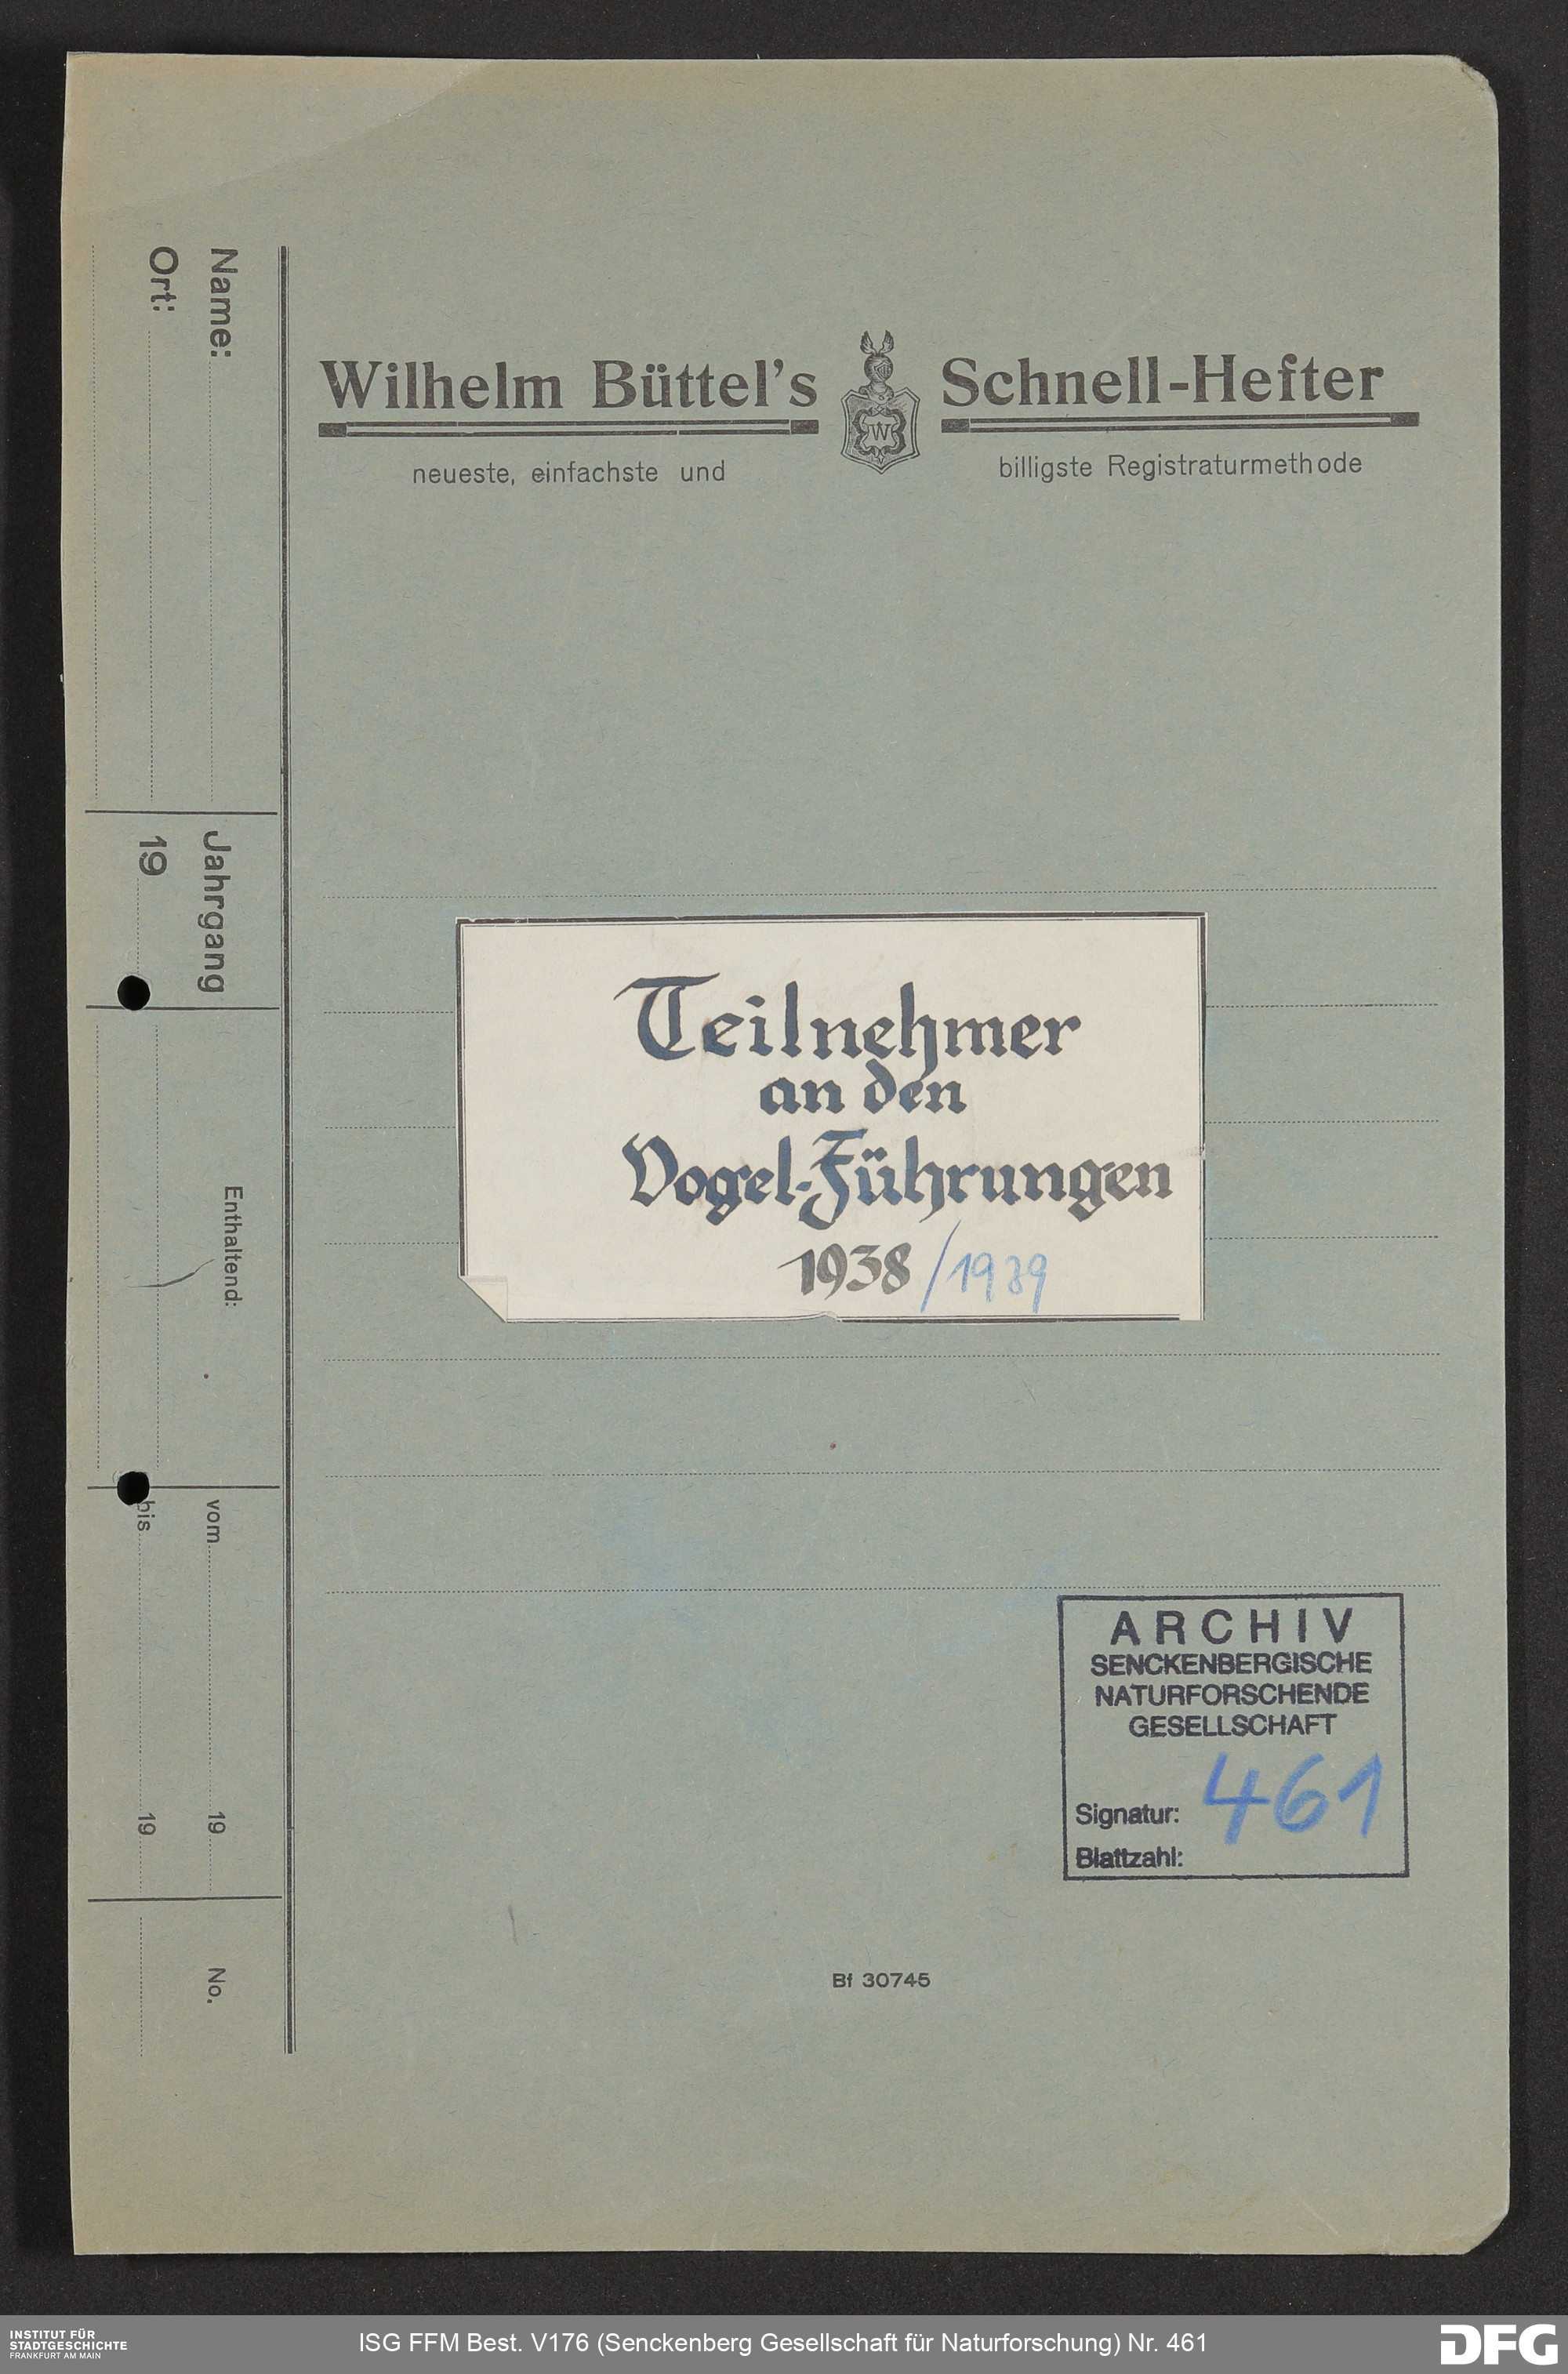 Name:
Ort:
Jahrgang
19
Enthaltend:
vom 19
bis 19
No.
Wilhelm Büttel's Schnell-Hefter
neueste, einfachste und billigste Registraturmethode
W
Teilnehmer
an den
Vogel-Führungen
1938/1939
ARCHIV
SENCKENBERGISCHE
NATURFORSCHENDE
GESELLSCHAFT
Signatur: 461
Blattzahl:
Bf 30745
INSTITUT FÜR
STADTGESCHICHTE
FRANKFURT AM MAIN
ISG FFM Best. V176 (Senckenberg Gesellschaft für Naturforschung) Nr. 461
DFG